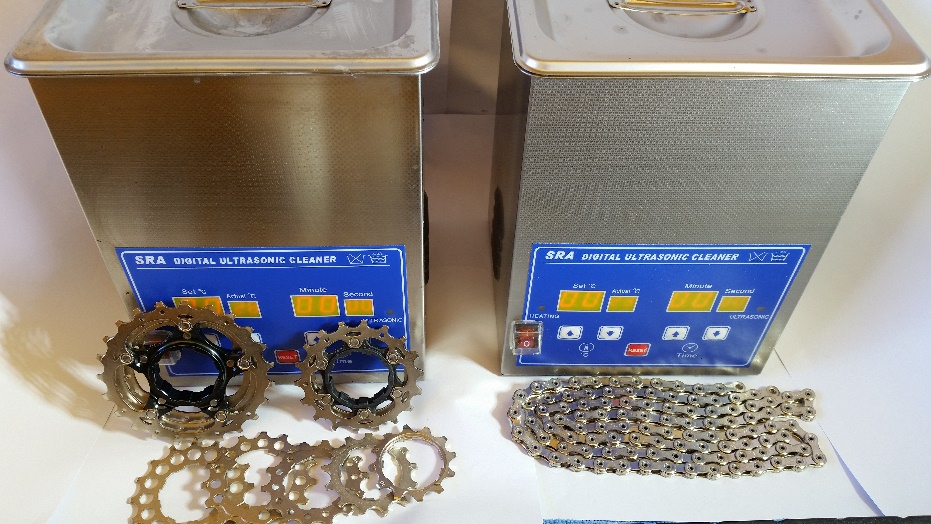 SRA DIGITAL ULTRASONIC CLEANER
Set °C
Actual °C
Minute
Second
SRA DIGITAL ULTRASONIC CLEANER
Set °C
Actual °C
Minute
Second
HEATING
ULTRASONIC
RESET
Time